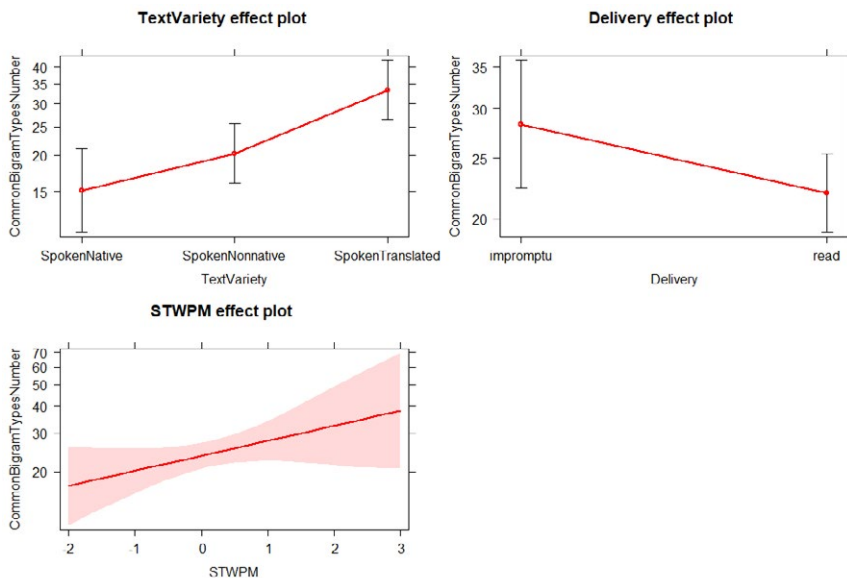 TextVariety effect plot
CommonBigramTypesNumber
40
35
30
25
20
15
SpokenNative SpokenNonnative SpokenTranslated
TextVariety
Delivery effect plot
CommonBigramTypesNumber
35
30
25
20
impromptu read
Delivery
STWPM effect plot
CommonBigramTypesNumber
70
60
50
40
30
20
-2 -1 0 1 2 3
STWPM